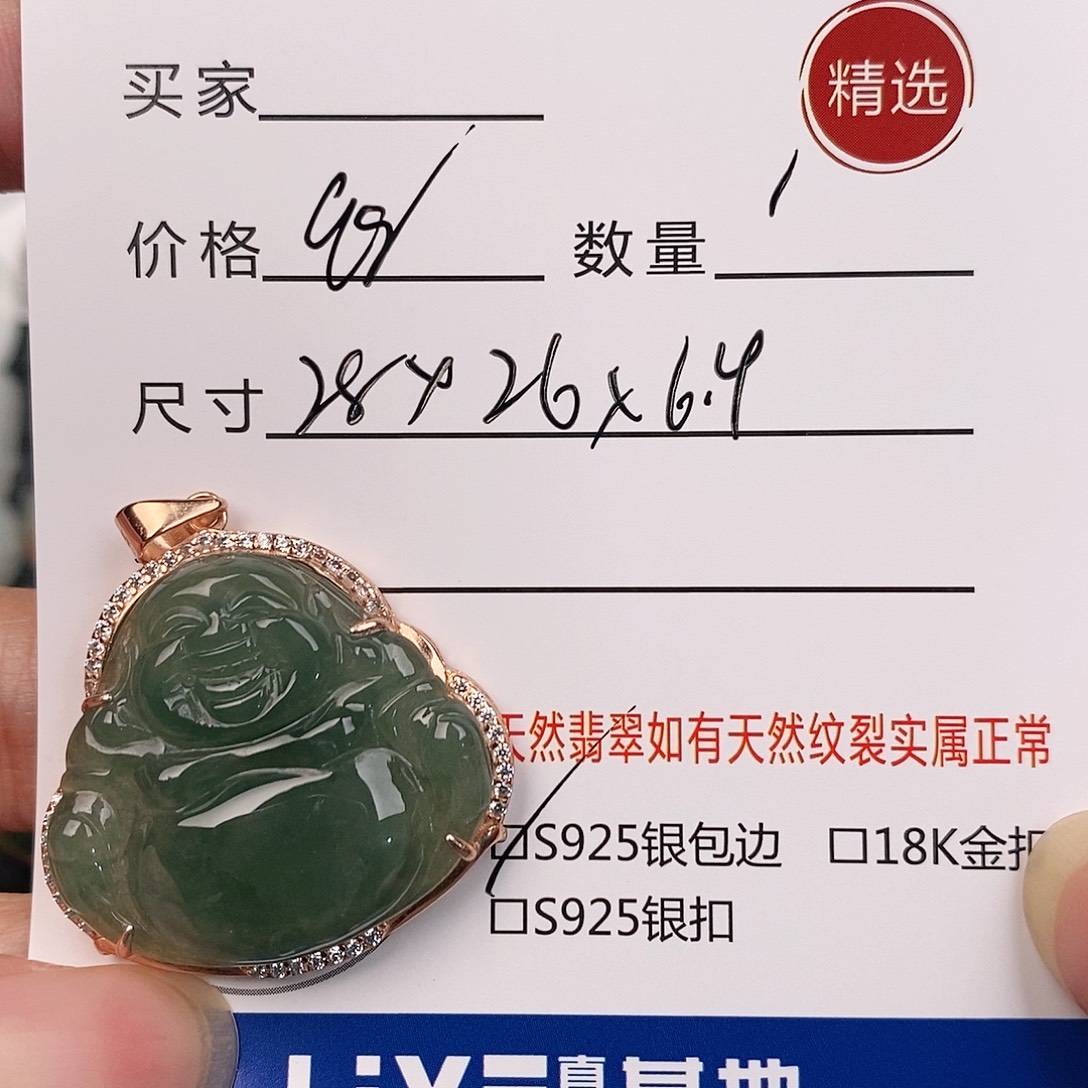 精选
买家
价格 99/ 数量 1
尺寸 28x26x6.4
天然翡翠如有天然纹裂实属正常
□S925银包边 □18K金扣
□S925银扣